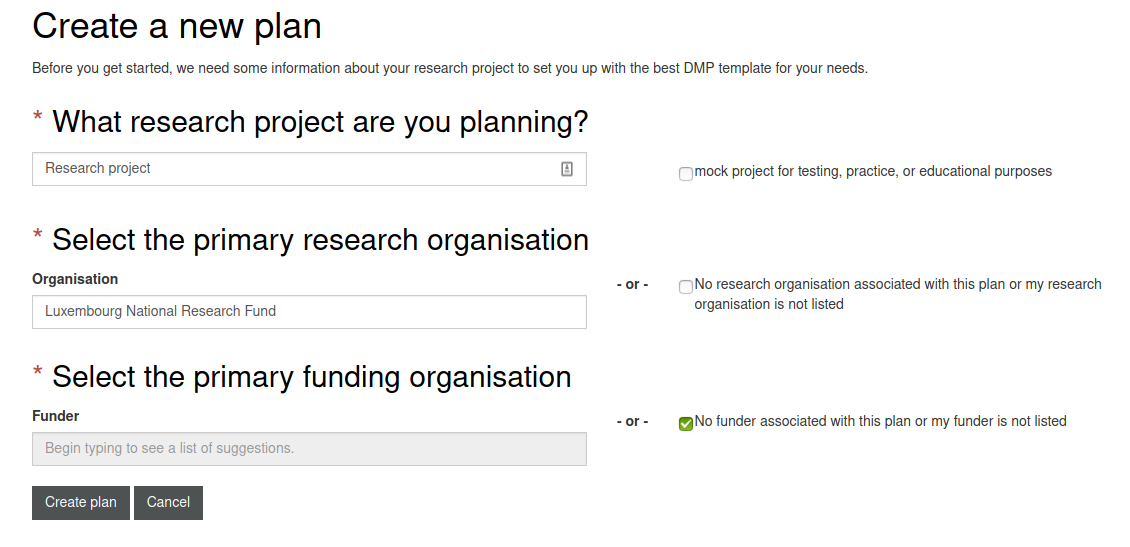 Create a new plan
Before you get started, we need some information about your research project to set you up with the best DMP template for your needs.
* What research project are you planning?
Research project
mock project for testing, practice, or educational purposes
* Select the primary research organisation
Organisation
Luxembourg National Research Fund
- or -
No research organisation associated with this plan or my research
organisation is not listed
* Select the primary funding organisation
Funder
Begin typing to see a list of suggestions.
- or -
No funder associated with this plan or my funder is not listed
Create plan
Cancel